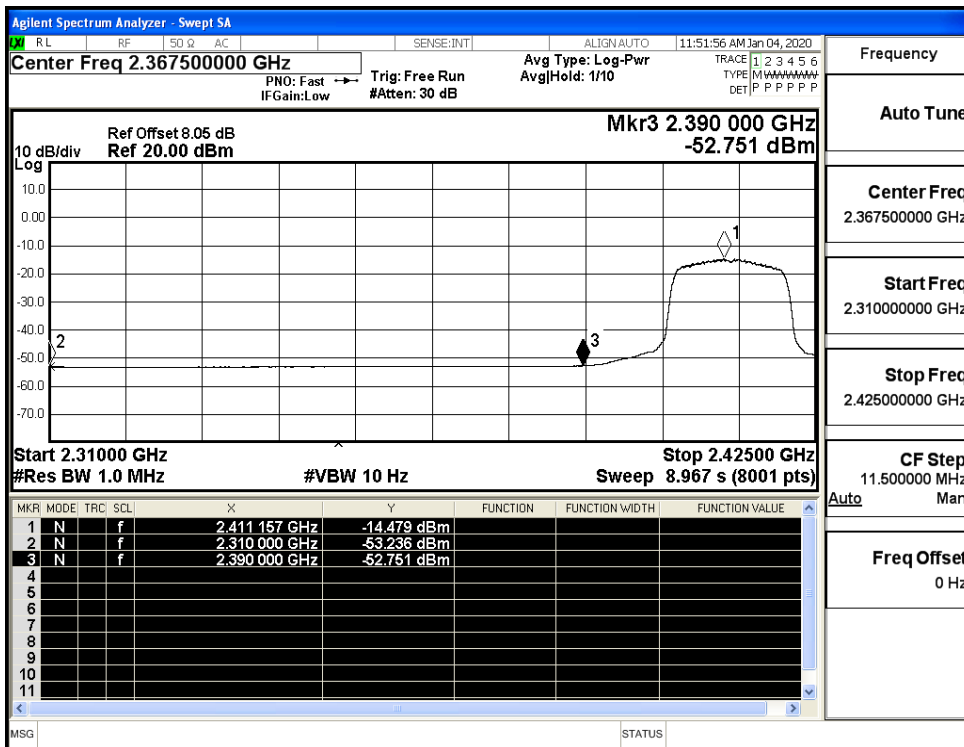 Agilent Spectrum Analyzer - Swept SA
LXI RL RF 50 Ω AC SENSE:INT ALIGN AUTO 11:51:56 AM Jan 04, 2020
Center Freq 2.367500000 GHz
PNO: Fast
IFGain:Low
Trig: Free Run
#Atten: 30 dB
Avg Type: Log-Pwr
Avg|Hold: 1/10
TRACE 1 2 3 4 5 6
TYPE M
DET P P P P P P
Mkr3 2.390 000 GHz
-52.751 dBm
Ref Offset 8.05 dB
Ref 20.00 dBm
10 dB/div
Log
10.0
0.00
-10.0
-20.0
-30.0
-40.0
-50.0
-60.0
-70.0
1
2
3
Start 2.31000 GHz Stop 2.42500 GHz
#Res BW 1.0 MHz #VBW 10 Hz Sweep 8.967 s (8001 pts)
MKR MODE TRC SCL X Y FUNCTION FUNCTION WIDTH FUNCTION VALUE
1 N f 2.411 157 GHz -14.479 dBm
2 N f 2.310 000 GHz -53.236 dBm
3 N f 2.390 000 GHz -52.751 dBm
4
5
6
7
8
9
10
11
MSG STATUS
Frequency
Auto Tune
Center Freq
2.367500000 GHz
Start Freq
2.310000000 GHz
Stop Freq
2.425000000 GHz
CF Step
11.500000 MHz
Auto Man
Freq Offset
0 Hz